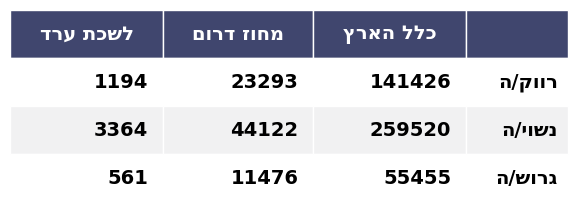 כלל הארץ מחוז דרום לשכת ערד
רווק/ה 141426 23293 1194
נשוי/ה 259520 44122 3364
גרוש/ה 55455 11476 561